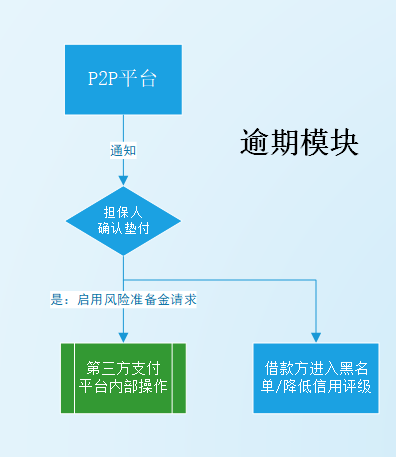 P2P平台
通知
逾期模块
担保人
确认垫付
是：启用风险准备金请求
第三方支付
平台内部操作
借款方进入黑名
单/降低信用评级